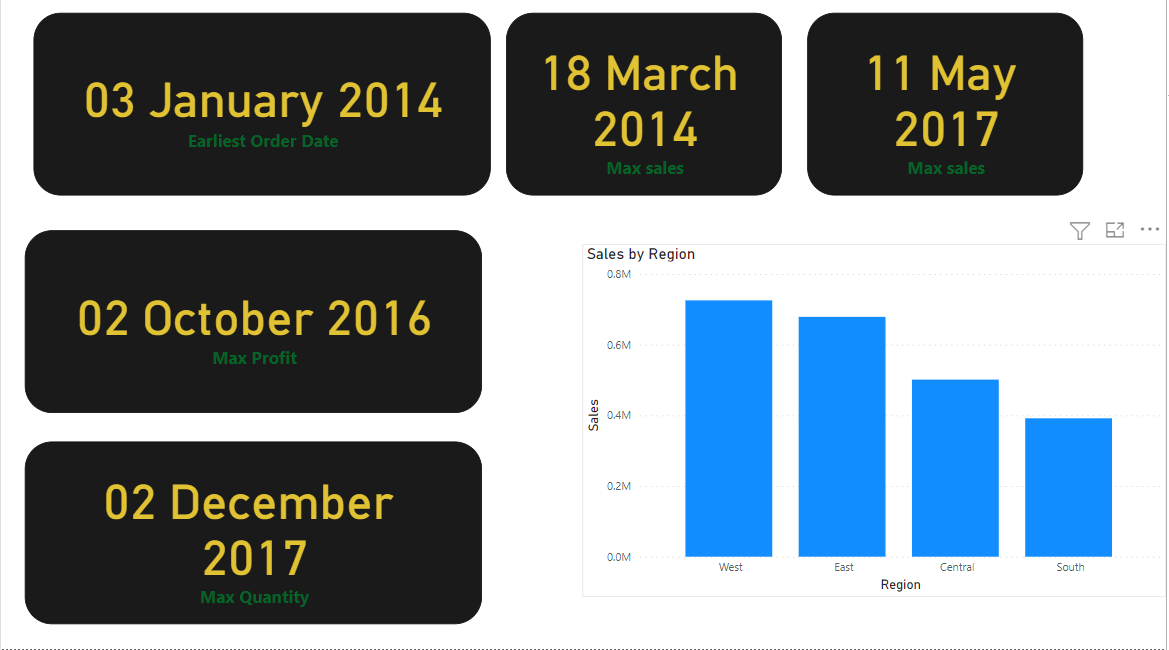 03 January 2014
Earliest Order Date
18 March
2014
Max sales
11 May
2017
Max sales
02 October 2016
Max Profit
02 December
2017
Max Quantity
Sales by Region
0.8M
0.6M
0.4M
0.2M
0.0M
Sales
West East Central South
Region